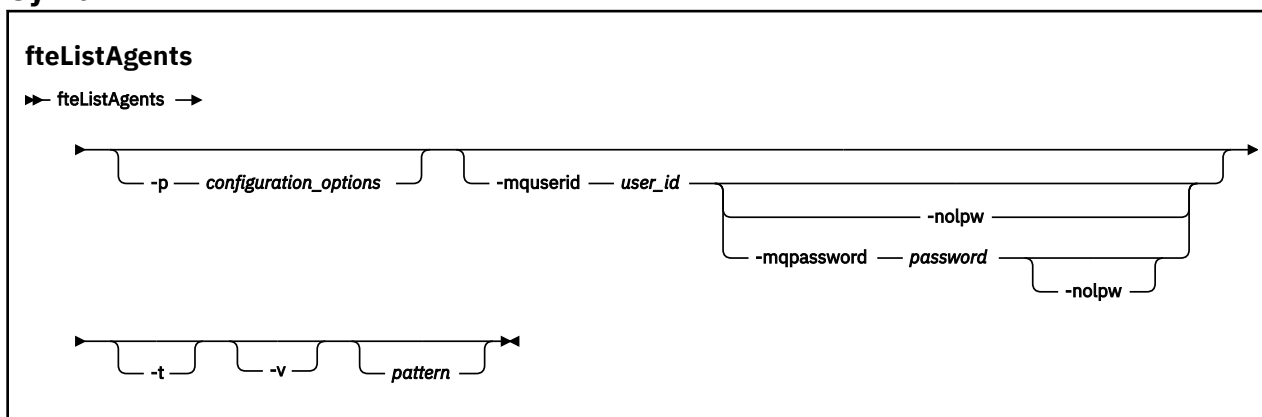 fteListAgents
fteListAgents
-p configuration_options -mquserid user_id
-nolpw
-mqpassword password
-nolpw
-t -v pattern